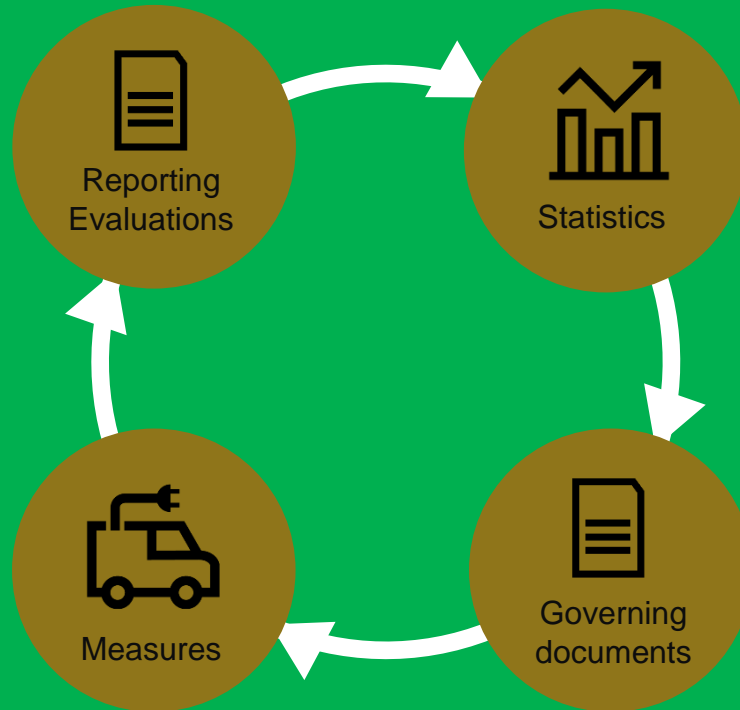 Reporting
Evaluations
Statistics
Governing
documents
Measures